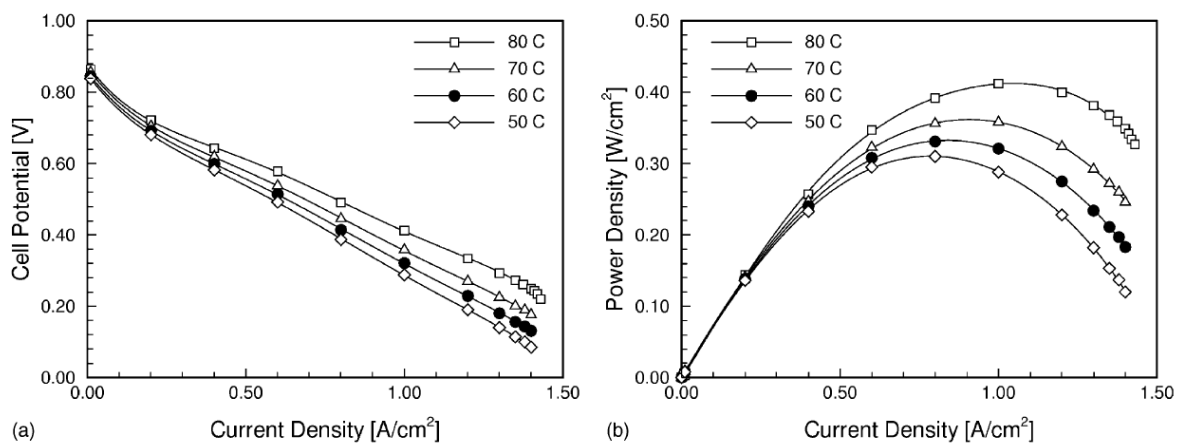 1.00
0.80
0.60
0.40
0.20
0.00
Cell Potential [V]
80 C
70 C
60 C
50 C
0.00 0.50 1.00 1.50
Current Density [A/cm²]
(a)
0.50
0.40
0.30
0.20
0.10
0.00
Power Density [W/cm²]
80 C
70 C
60 C
50 C
0.00 0.50 1.00 1.50
Current Density [A/cm²]
(b)